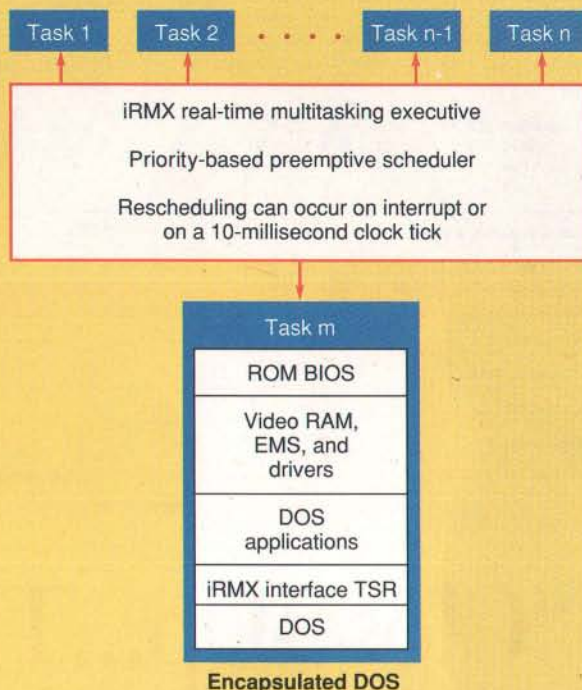 Task 1 Task 2 . . . . Task n-1 Task n
iRMX real-time multitasking executive
Priority-based preemptive scheduler
Rescheduling can occur on interrupt or
on a 10-millisecond clock tick
Task m
ROM BIOS
Video RAM,
EMS, and
drivers
DOS
applications
iRMX interface TSR
DOS
Encapsulated DOS